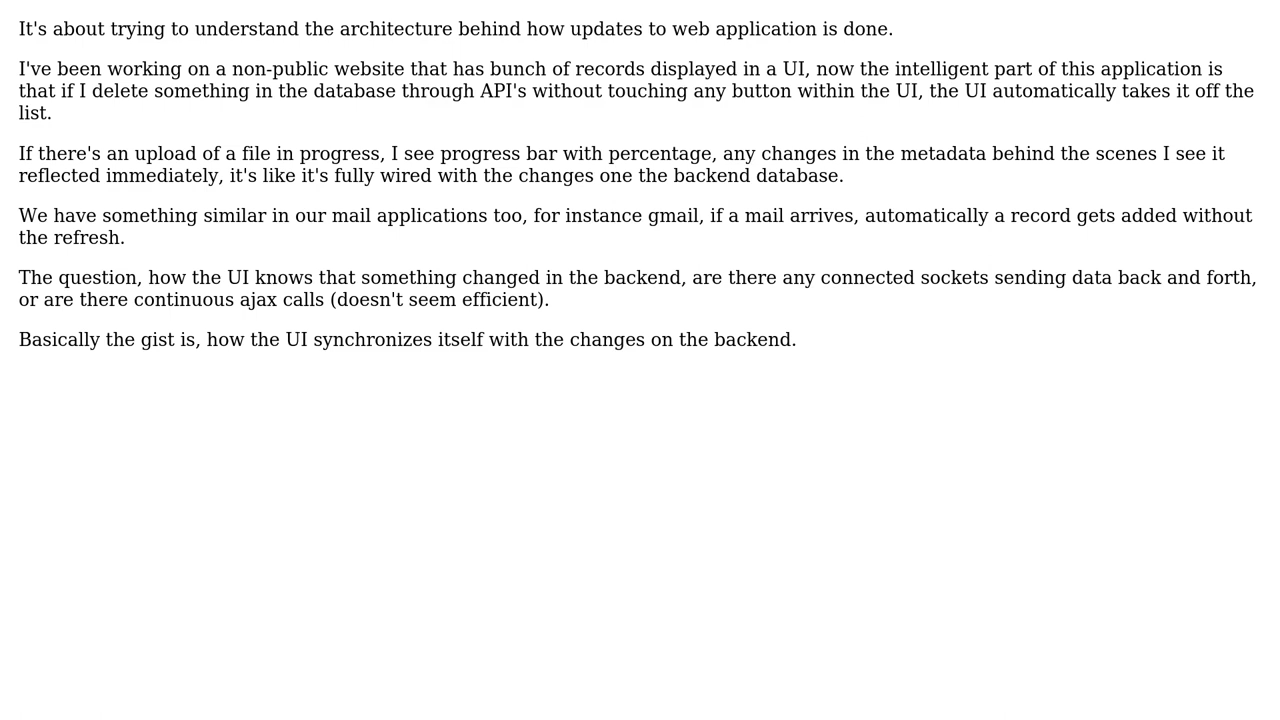 It's about trying to understand the architecture behind how updates to web application is done.
I've been working on a non-public website that has bunch of records displayed in a UI, now the intelligent part of this application is
that if I delete something in the database through API's without touching any button within the UI, the UI automatically takes it off the
list.
If there's an upload of a file in progress, I see progress bar with percentage, any changes in the metadata behind the scenes I see it
reflected immediately, it's like it's fully wired with the changes one the backend database.
We have something similar in our mail applications too, for instance gmail, if a mail arrives, automatically a record gets added without
the refresh.
The question, how the UI knows that something changed in the backend, are there any connected sockets sending data back and forth,
or are there continuous ajax calls (doesn't seem efficient).
Basically the gist is, how the UI synchronizes itself with the changes on the backend.